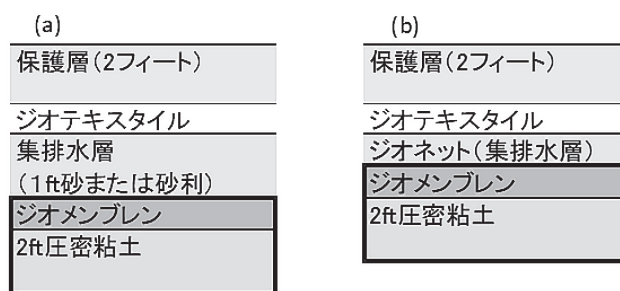 (a)
保護層(2フィート)
ジオテキスタイル
集排水層
(1ft砂または砂利)
ジオメンブレン
2ft圧密粘土
(b)
保護層(2フィート)
ジオテキスタイル
ジオネット(集排水層)
ジオメンブレン
2ft圧密粘土